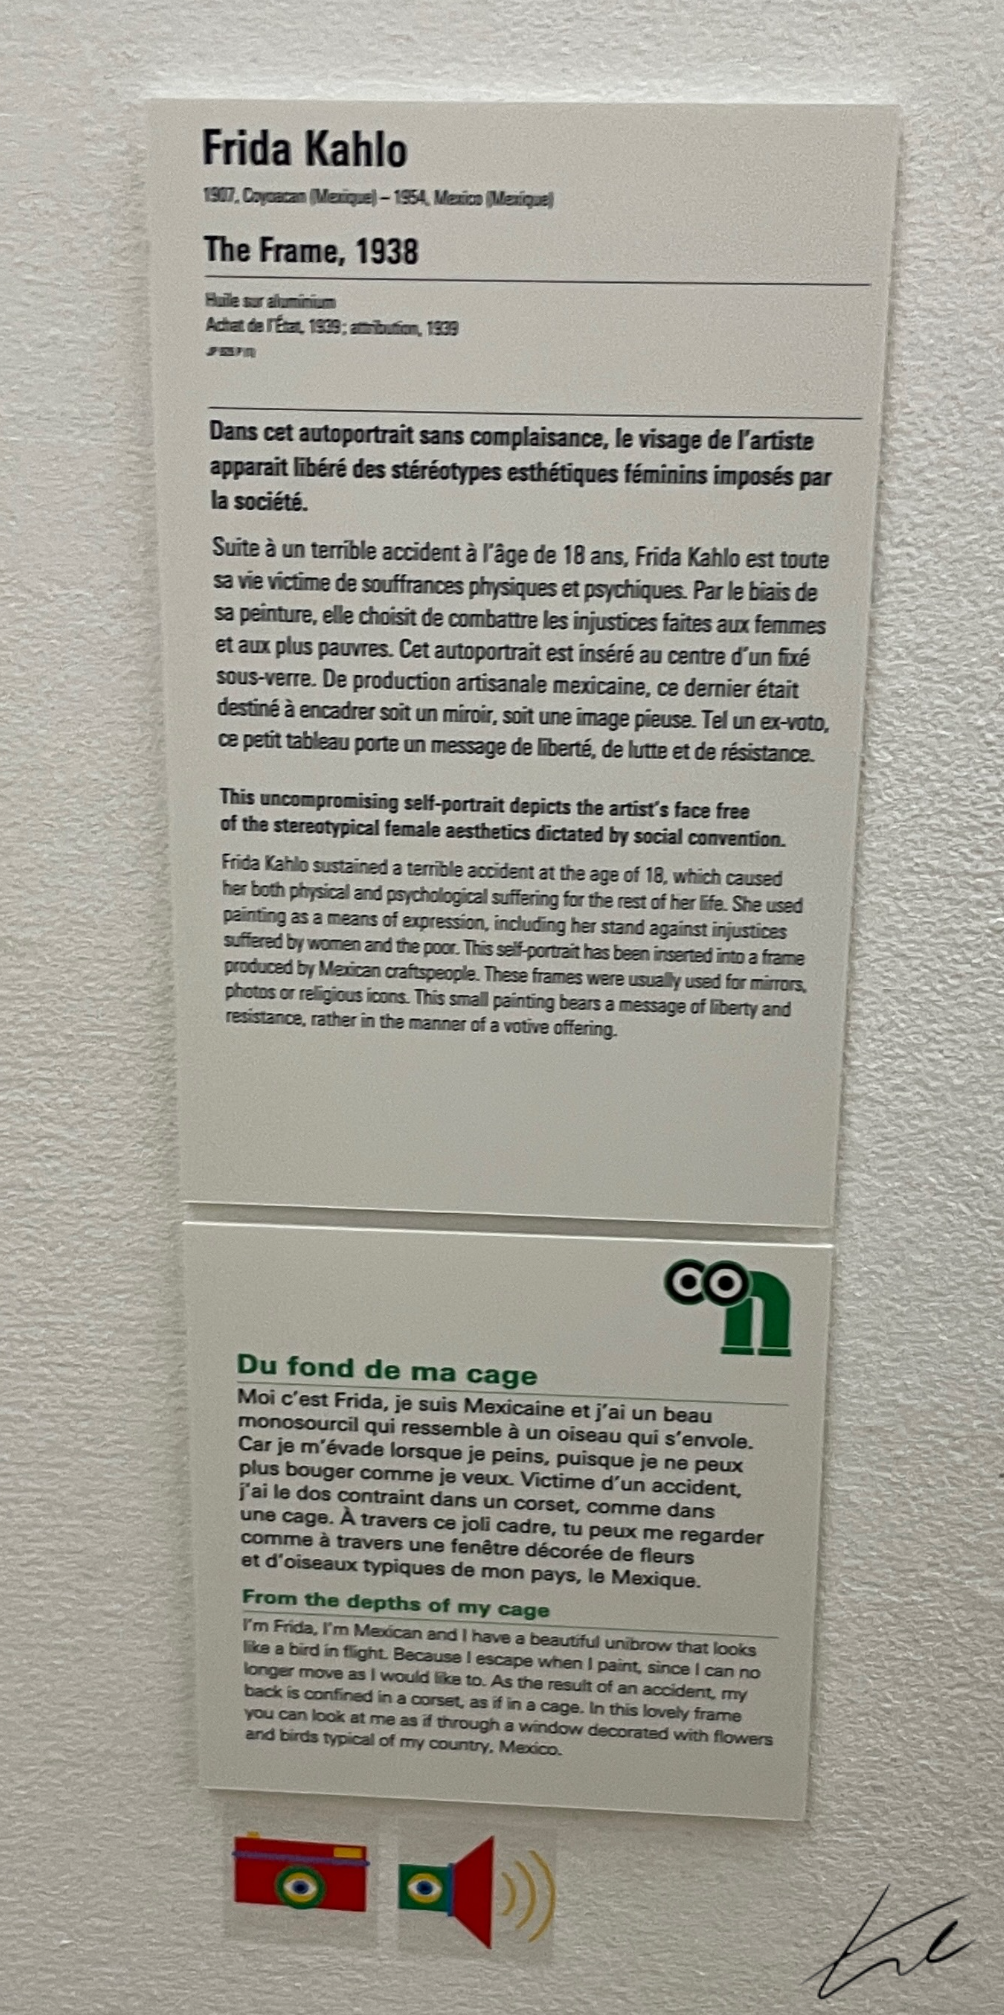 Frida Kahlo
1907, Coyoacan (Mexique) – 1954, Mexico (Mexique)
The Frame, 1938
Huile sur aluminium
Achat de l'État, 1939 ; attribution, 1939
Dans cet autoportrait sans complaisance, le visage de l'artiste
apparait libéré des stéréotypes esthétiques féminins imposés par
la société.
Suite à un terrible accident à l'âge de 18 ans, Frida Kahlo est toute
sa vie victime de souffrances physiques et psychiques. Par le biais de
sa peinture, elle choisit de combattre les injustices faites aux femmes
et aux plus pauvres. Cet autoportrait est inséré au centre d'un fixé
sous-verre. De production artisanale mexicaine, ce dernier était
destiné à encadrer soit un miroir, soit une image pieuse. Tel un ex-voto,
ce petit tableau porte un message de liberté, de lutte et de résistance.
This uncompromising self-portrait depicts the artist's face free
of the stereotypical female aesthetics dictated by social convention.
Frida Kahlo sustained a terrible accident at the age of 18, which caused
her both physical and psychological suffering for the rest of her life. She used
painting as a means of expression, including her stand against injustices
suffered by women and the poor. This self-portrait has been inserted into a frame
produced by Mexican craftspeople. These frames were usually used for mirrors,
photos or religious icons. This small painting bears a message of liberty and
resistance, rather in the manner of a votive offering.
Du fond de ma cage
Moi c'est Frida, je suis Mexicaine et j'ai un beau
monosourcil qui ressemble à un oiseau qui s'envole.
Car je m'évade lorsque je peins, puisque je ne peux
plus bouger comme je veux. Victime d'un accident,
j'ai le dos contraint dans un corset, comme dans
une cage. À travers ce joli cadre, tu peux me regarder
comme à travers une fenêtre décorée de fleurs
et d'oiseaux typiques de mon pays, le Mexique.
From the depths of my cage
I'm Frida, I'm Mexican and I have a beautiful unibrow that looks
like a bird in flight. Because I escape when I paint, since I can no
longer move as I would like to. As the result of an accident, my
back is confined in a corset, as if in a cage. In this lovely frame
you can look at me as if through a window decorated with flowers
and birds typical of my country, Mexico.